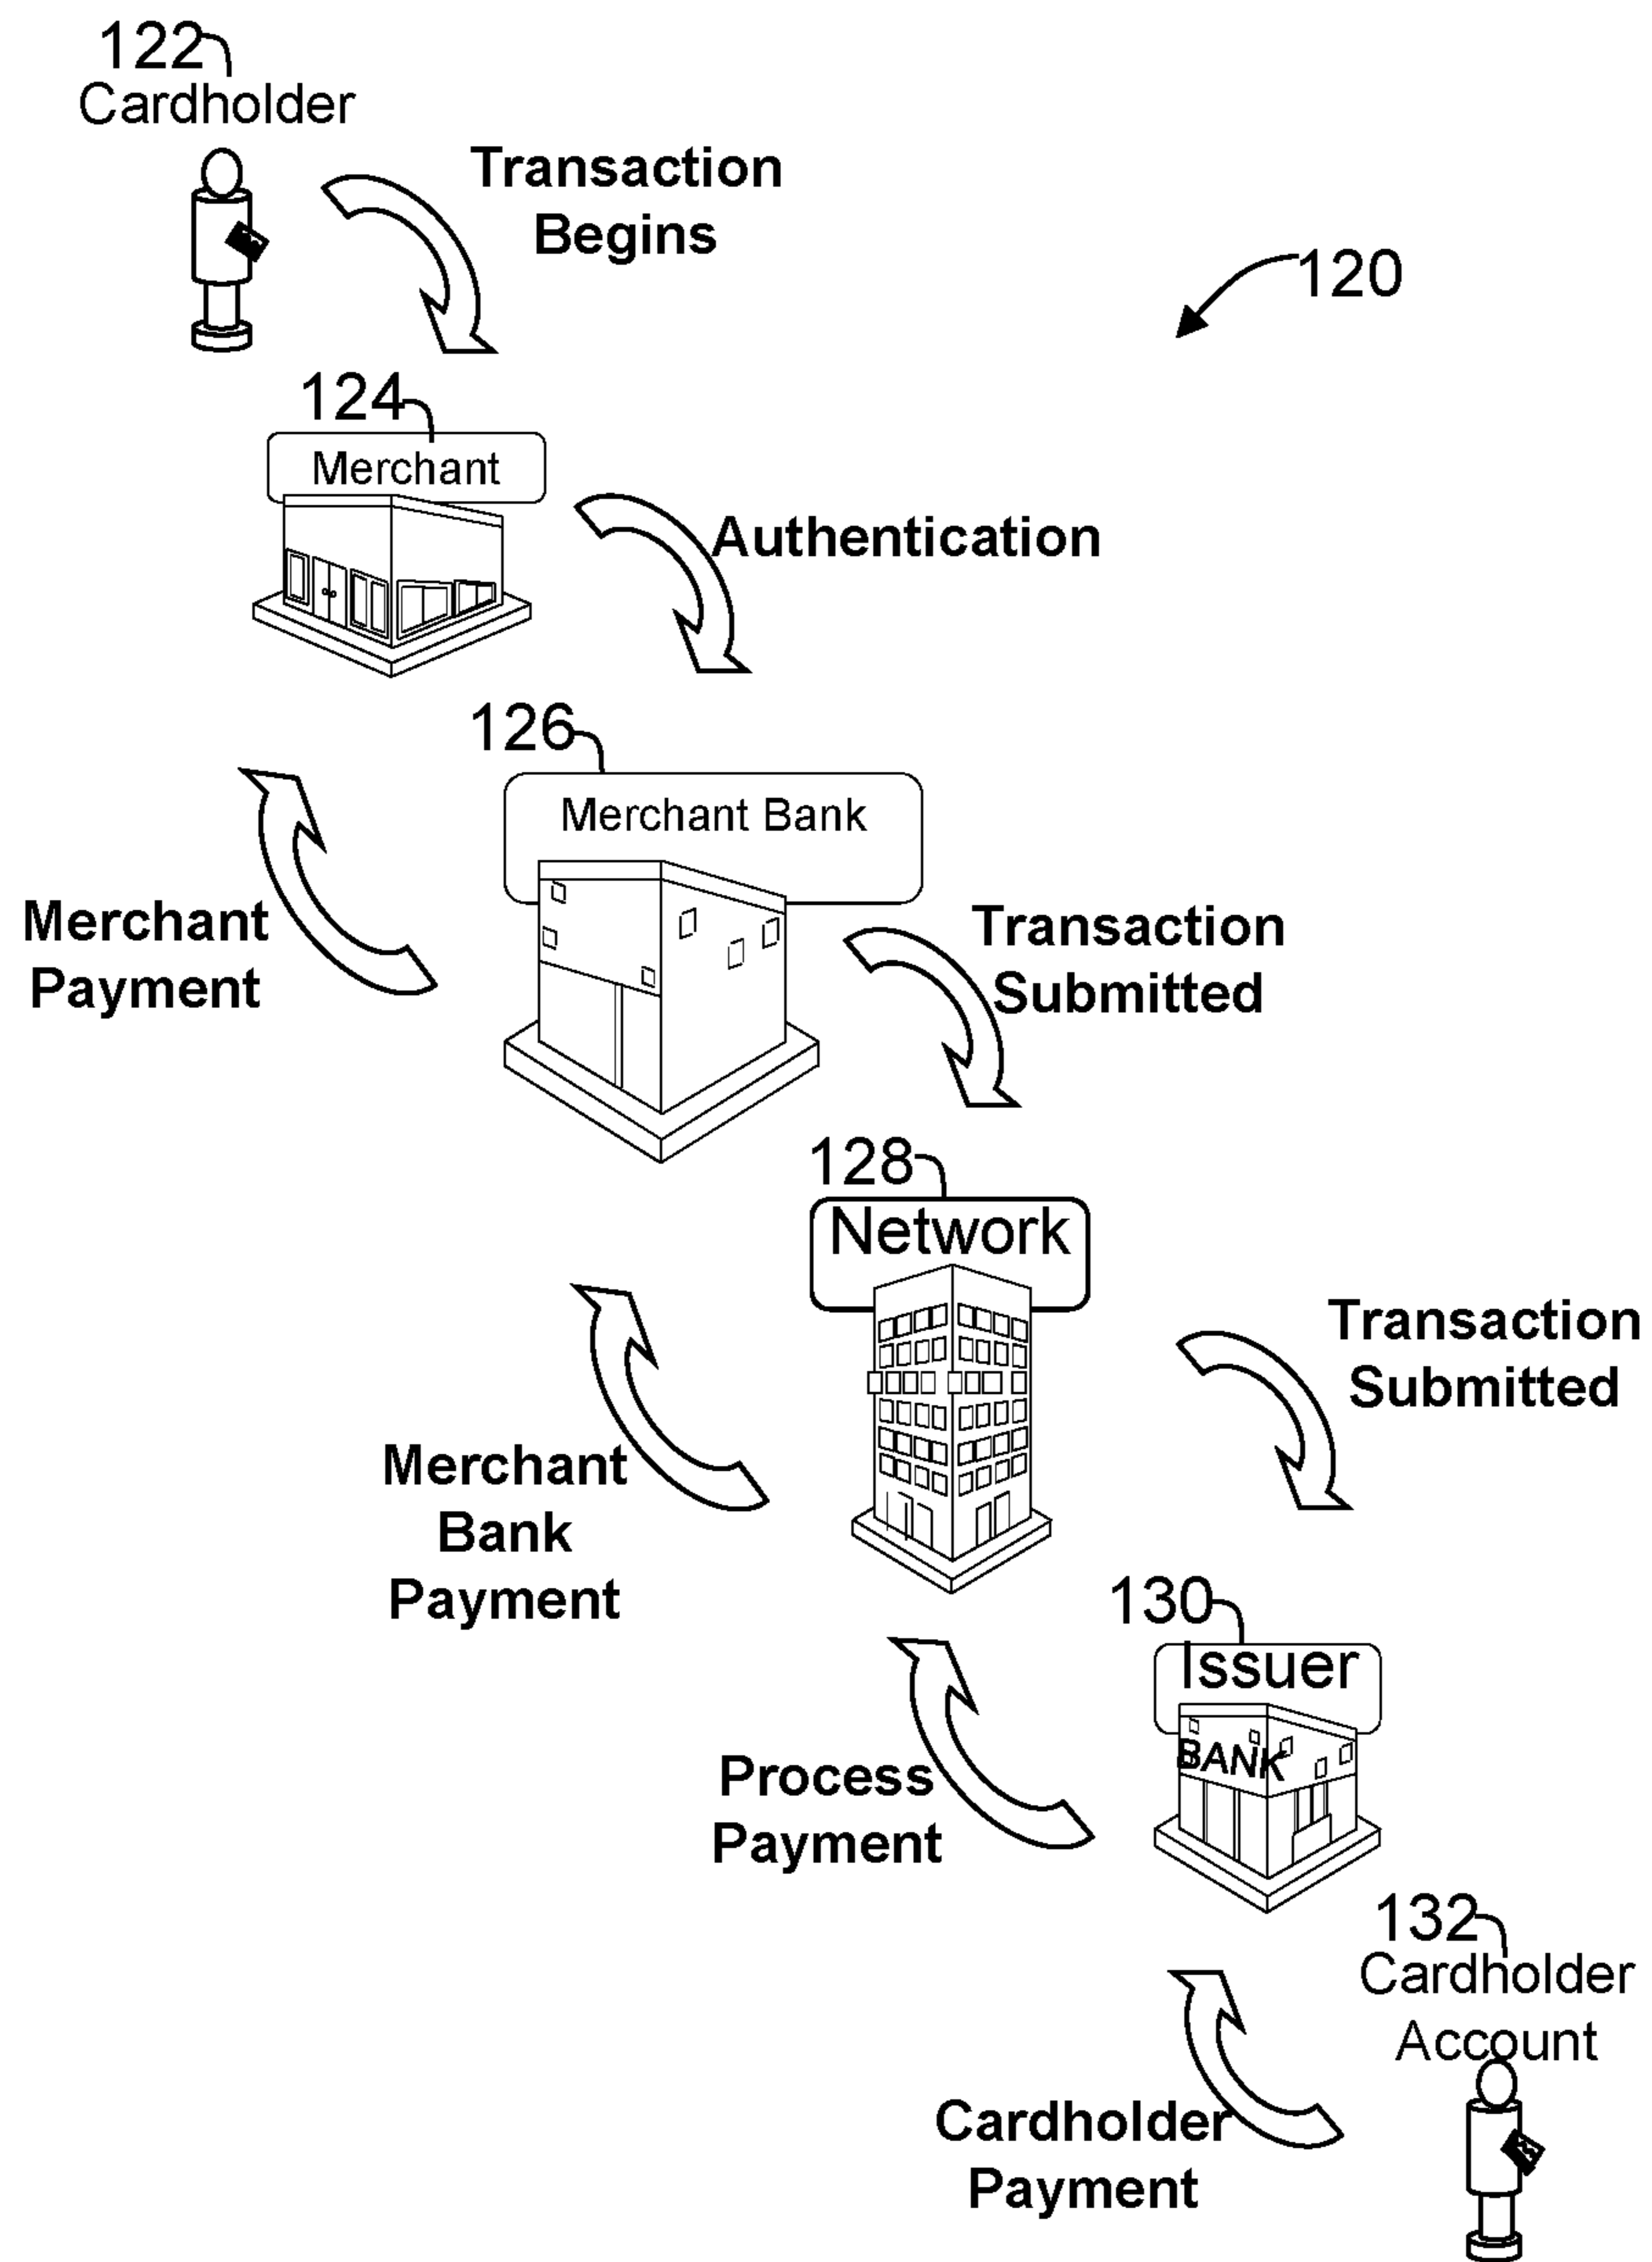 122
Cardholder
Transaction
Begins
120
124
Merchant
Authentication
126
Merchant Bank
Merchant
Payment
Transaction
Submitted
128
Network
Transaction
Submitted
Merchant
Bank
Payment
130
Issuer
BANK
Process
Payment
132
Cardholder
Account
Cardholder
Payment